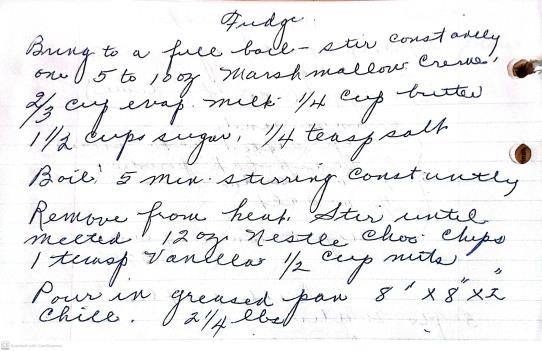 Fudge.
Bring to a full boil - stir constantly
one 5 to 10 oz. Marshmallow Creme,
2/3 cup evap. milk 1/4 cup butter
1 1/2 cups sugar, 1/4 teasp salt
Boil 5 min. stirring constantly
Remove from heat. Stir until
melted 12 oz Nestle Choc Chips
1 teasp Vanilla 1/2 cup nuts
Pour in greased pan 8" x 8" x 2"
Chill. 2 1/4 lbs
Scanned with CamScanner